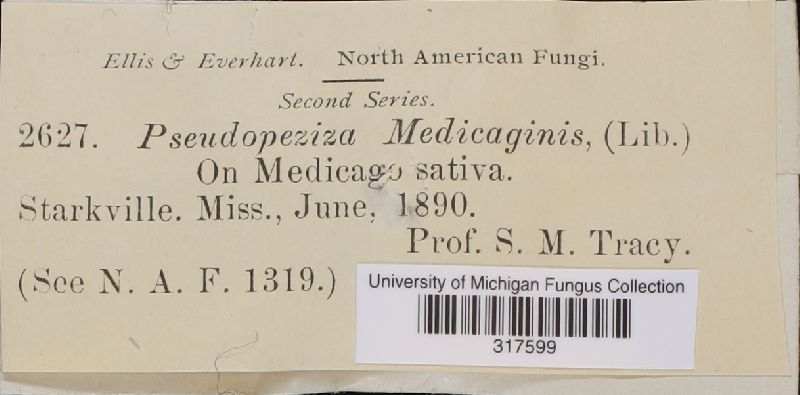 Ellis & Everhart. North American Fungi.
Second Series.
2627. Pseudopeziza Medicaginis, (Lib.)
On Medicago sativa.
Starkville. Miss., June, 1890.
Prof. S. M. Tracy.
(See N. A. F. 1319.)
University of Michigan Fungus Collection
317599